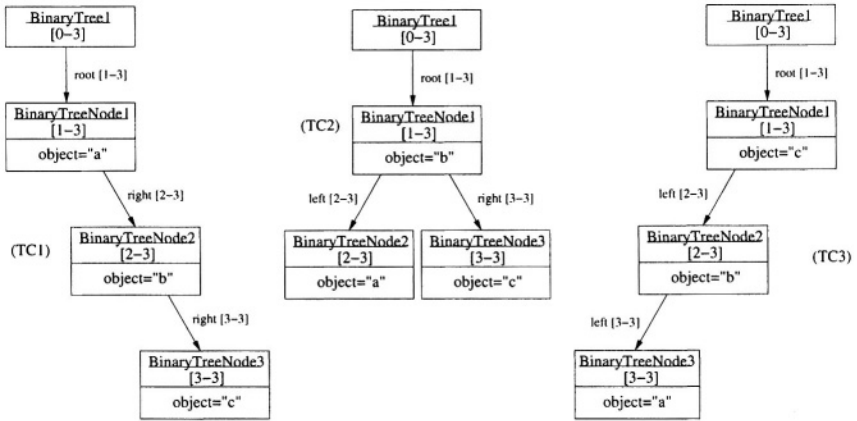 BinaryTree1
[0–3]
root [1–3]
BinaryTreeNode1
[1–3]
object="a"
right [2–3]
(TC1)
BinaryTreeNode2
[2–3]
object="b"
right [3–3]
BinaryTreeNode3
[3–3]
object="c"
BinaryTree1
[0–3]
root [1–3]
(TC2)
BinaryTreeNode1
[1–3]
object="b"
left [2–3]
right [3–3]
BinaryTreeNode2
[2–3]
object="a"
BinaryTreeNode3
[3–3]
object="c"
BinaryTree1
[0–3]
root [1–3]
BinaryTreeNode1
[1–3]
object="c"
left [2–3]
BinaryTreeNode2
[2–3]
object="b"
(TC3)
left [3–3]
BinaryTreeNode3
[3–3]
object="a"